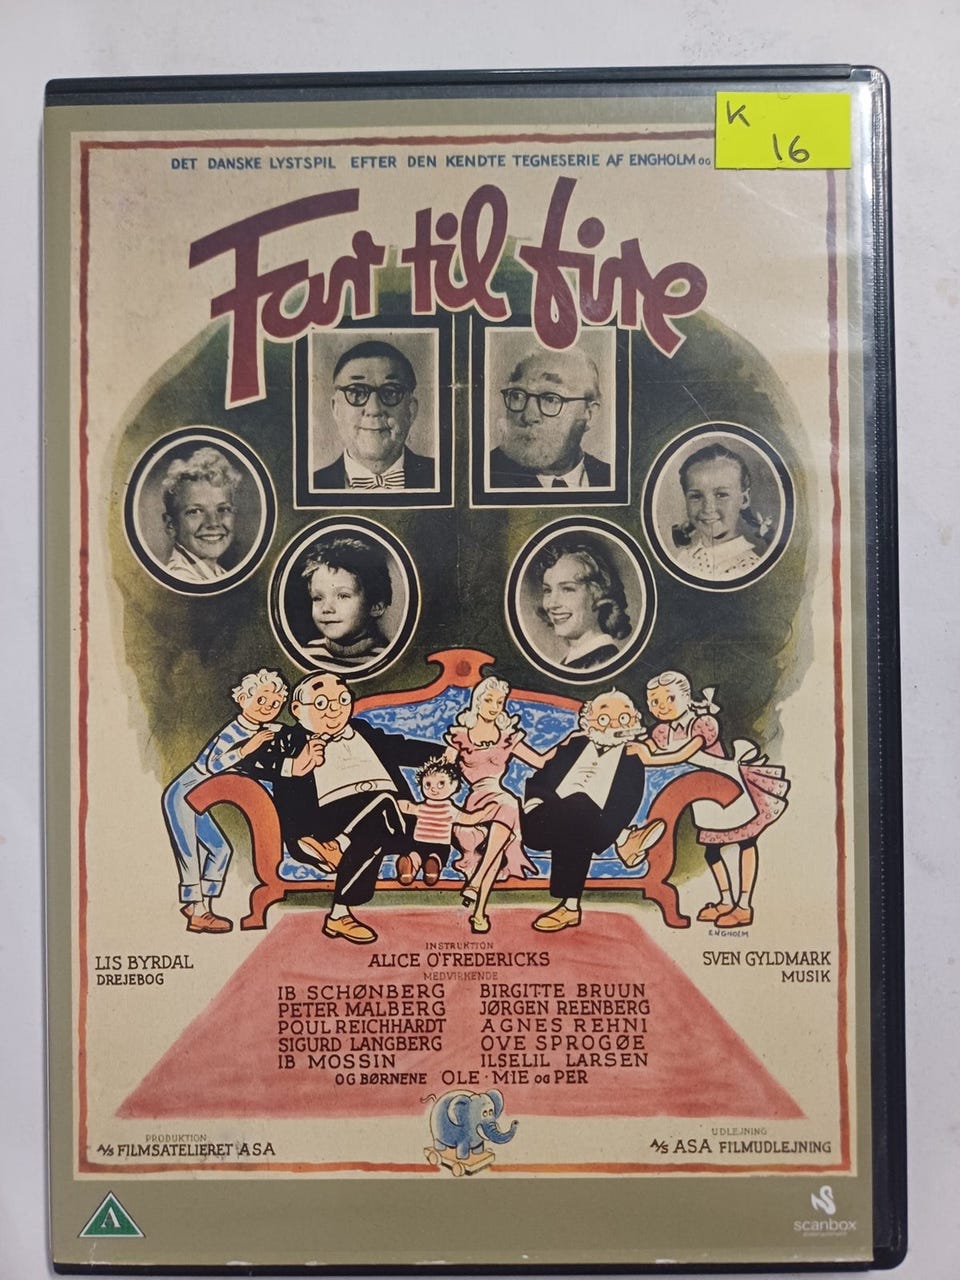 K
16
DET DANSKE LYSTSPIL EFTER DEN KENDTE TEGNESERIE AF ENGHOLM OG
Far til fire
ENGHOLM
LIS BYRDAL
DREJEBOG
INSTRUKTION
ALICE O'FREDERICKS
SVEN GYLDMARK
MUSIK
MEDVIRKENDE
IB SCHØNBERG BIRGITTE BRUUN
PETER MALBERG JØRGEN REENBERG
POUL REICHHARDT AGNES REHNI
SIGURD LANGBERG OVE SPROGØE
IB MOSSIN ILSELIL LARSEN
OG BØRNENE OLE·MIE OG PER
PRODUKTION
A/S FILMSATELIERET ASA
UDLEJNING
A/S ASA FILMUDLEJNING
A
scanbox
entertainment